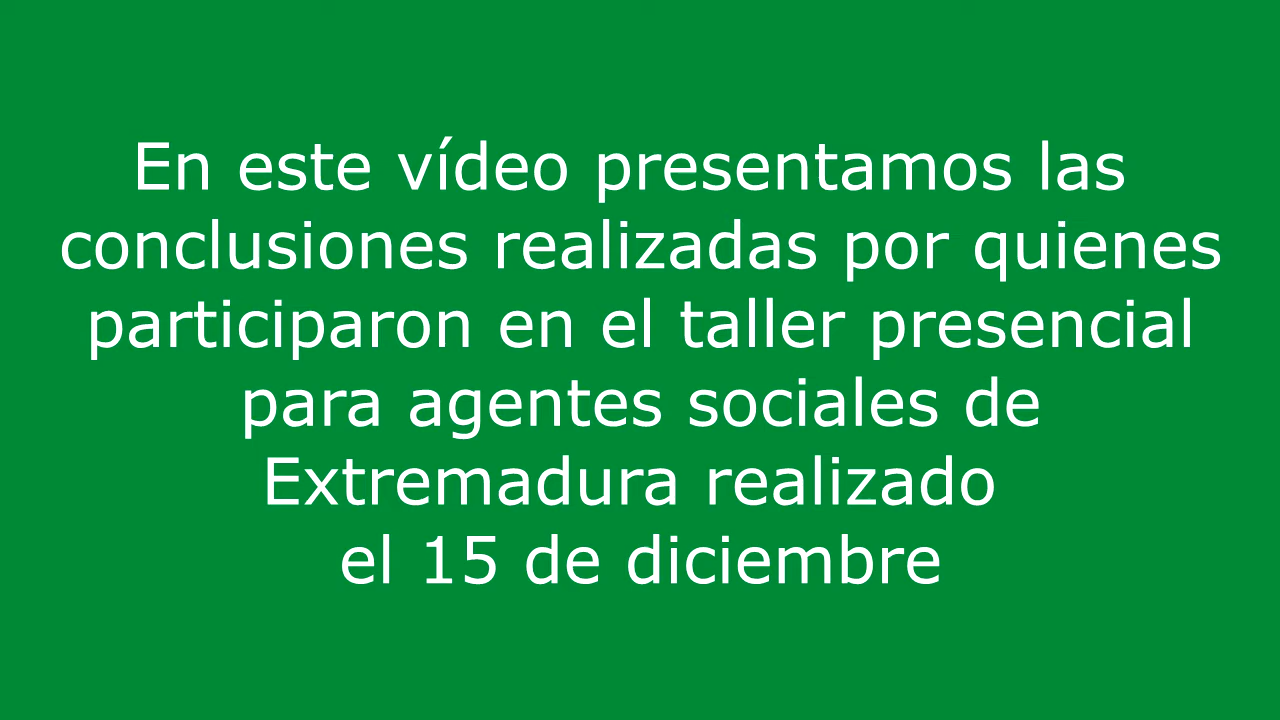 En este vídeo presentamos las
conclusiones realizadas por quienes
participaron en el taller presencial
para agentes sociales de
Extremadura realizado
el 15 de diciembre